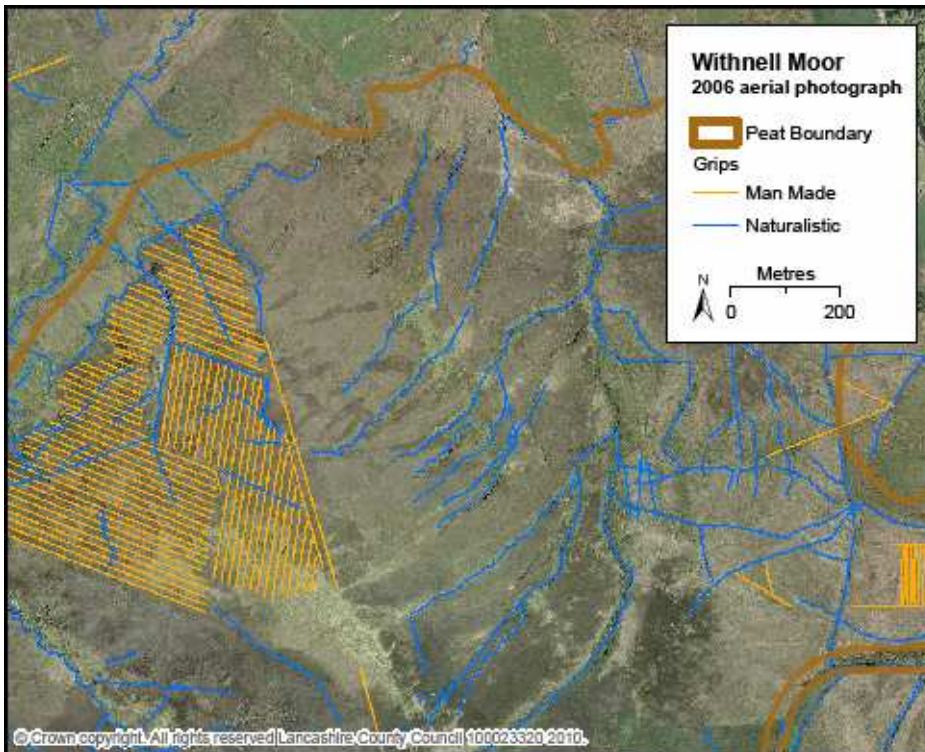 Withnell Moor
2006 aerial photograph
Peat Boundary
Grips
Man Made
Naturalistic
N
Metres
0 200
© Crown copyright. All rights reserved Lancashire County Council 100023320 2010.